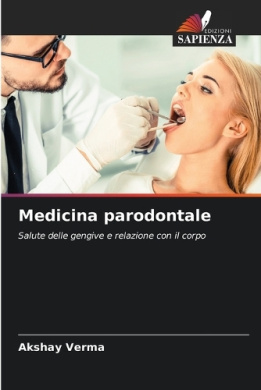 EDIZIONI
SAPIENZA
Medicina parodontale
Salute delle gengive e relazione con il corpo
Akshay Verma